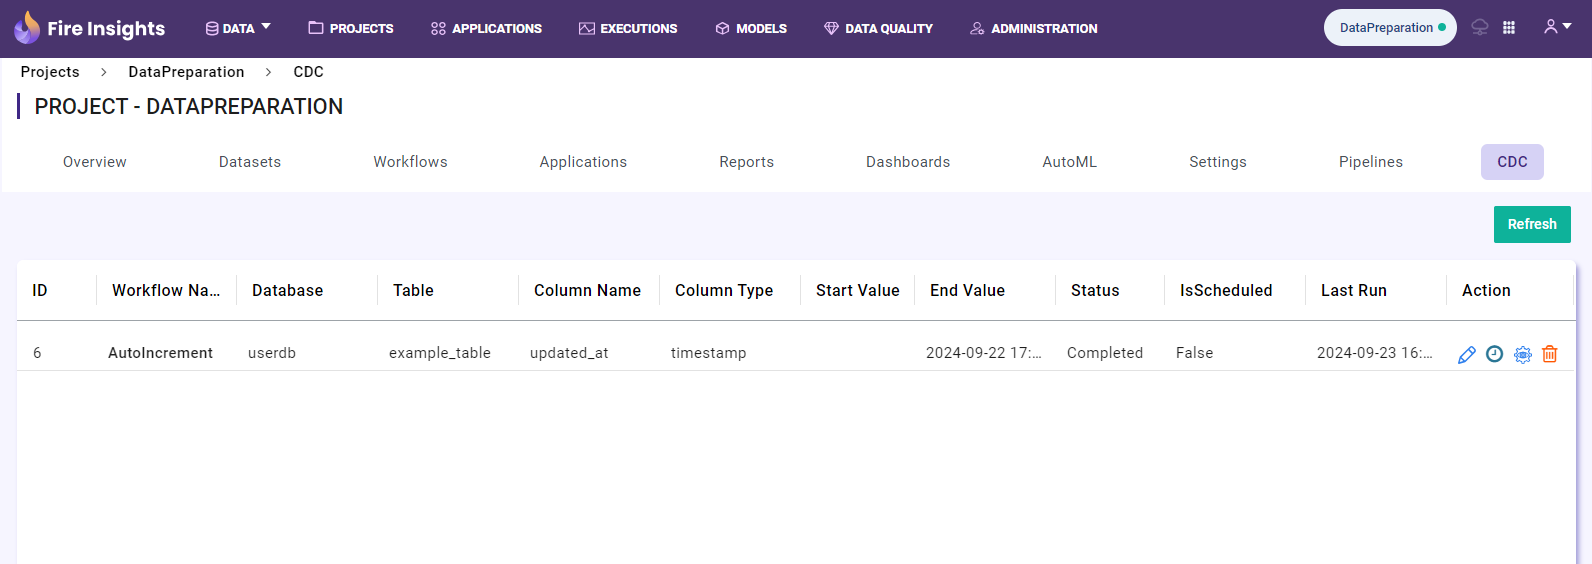 Fire Insights DATA PROJECTS APPLICATIONS EXECUTIONS MODELS DATA QUALITY ADMINISTRATION DataPreparation
Projects > DataPreparation > CDC
PROJECT - DATAPREPARATION
Overview Datasets Workflows Applications Reports Dashboards AutoML Settings Pipelines CDC
Refresh
ID Workflow Na... Database Table Column Name Column Type Start Value End Value Status IsScheduled Last Run Action
6 AutoIncrement userdb example_table updated_at timestamp 2024-09-22 17:... Completed False 2024-09-23 16:...